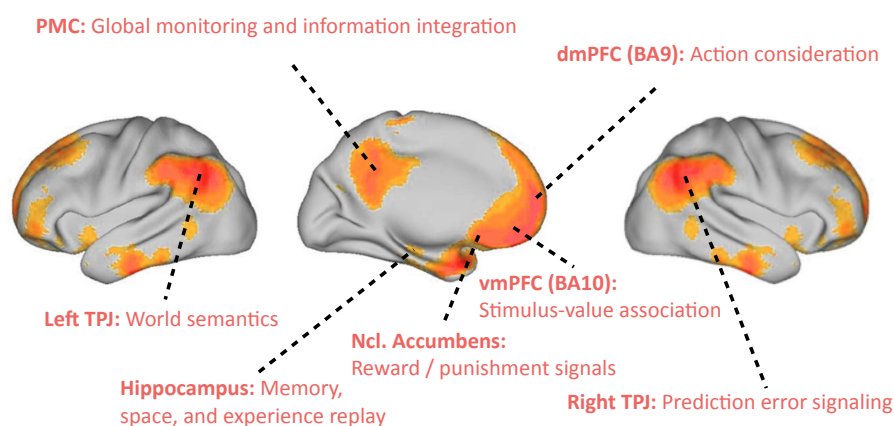 PMC: Global monitoring and information integration
dmPFC (BA9): Action consideration
vmPFC (BA10):
Stimulus-value association
Left TPJ: World semantics
Ncl. Accumbens:
Reward / punishment signals
Hippocampus: Memory,
space, and experience replay
Right TPJ: Prediction error signaling